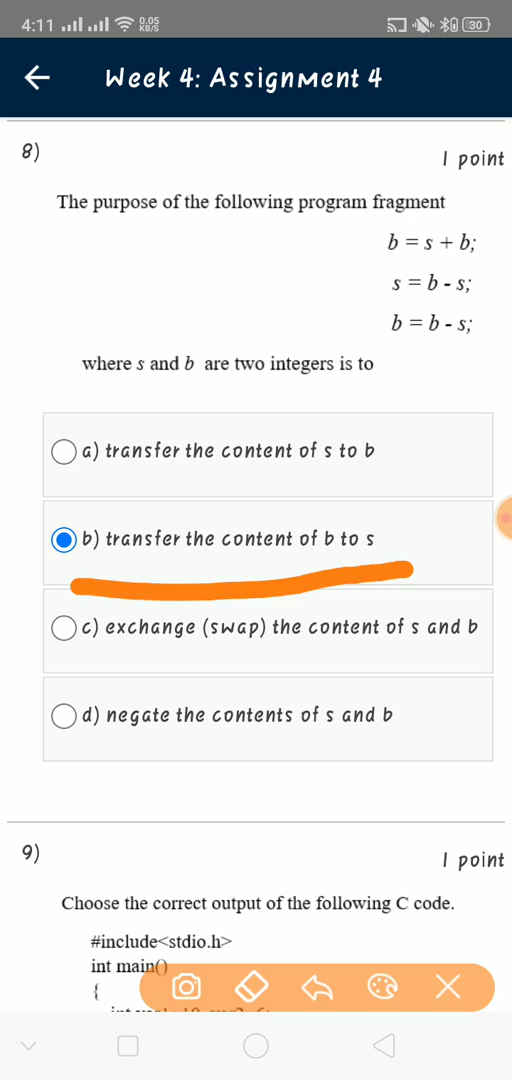 4:11 0.05 KB/S 30
Week 4: Assignment 4
8)
1 point
The purpose of the following program fragment
b = s + b;
s = b - s;
b = b - s;
where s and b are two integers is to
a) transfer the content of s to b
b) transfer the content of b to s
c) exchange (swap) the content of s and b
d) negate the contents of s and b
9)
1 point
Choose the correct output of the following C code.
#include<stdio.h>
int main()
{